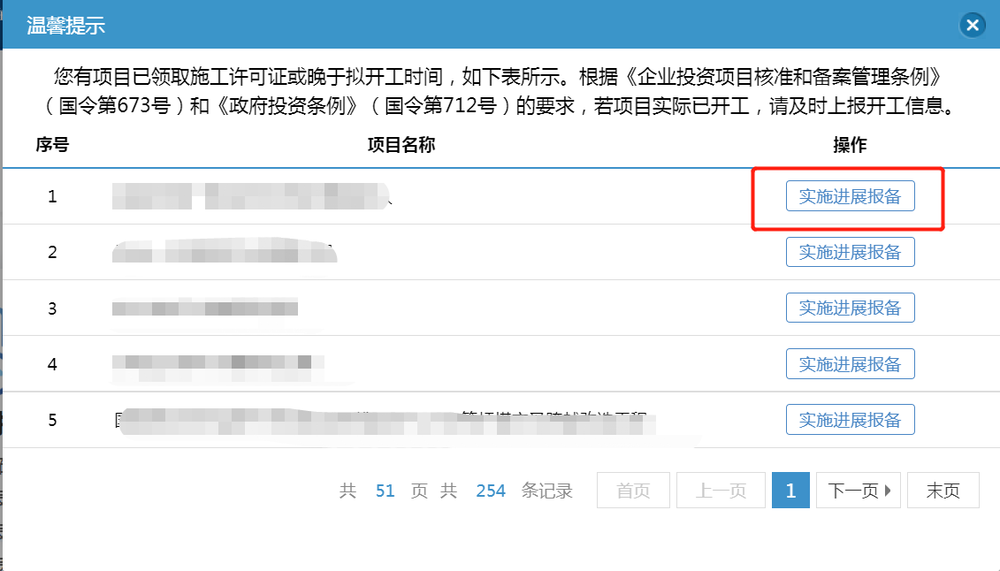 温馨提示
您有项目已领取施工许可证或晚于拟开工时间，如下表所示。根据《企业投资项目核准和备案管理条例》
（国令第673号）和《政府投资条例》（国令第712号）的要求，若项目实际已开工，请及时上报开工信息。
序号 项目名称 操作
1 实施进展报备
2 实施进展报备
3 实施进展报备
4 实施进展报备
5 实施进展报备
共 51 页 共 254 条记录 首页 上一页 1 下一页 末页